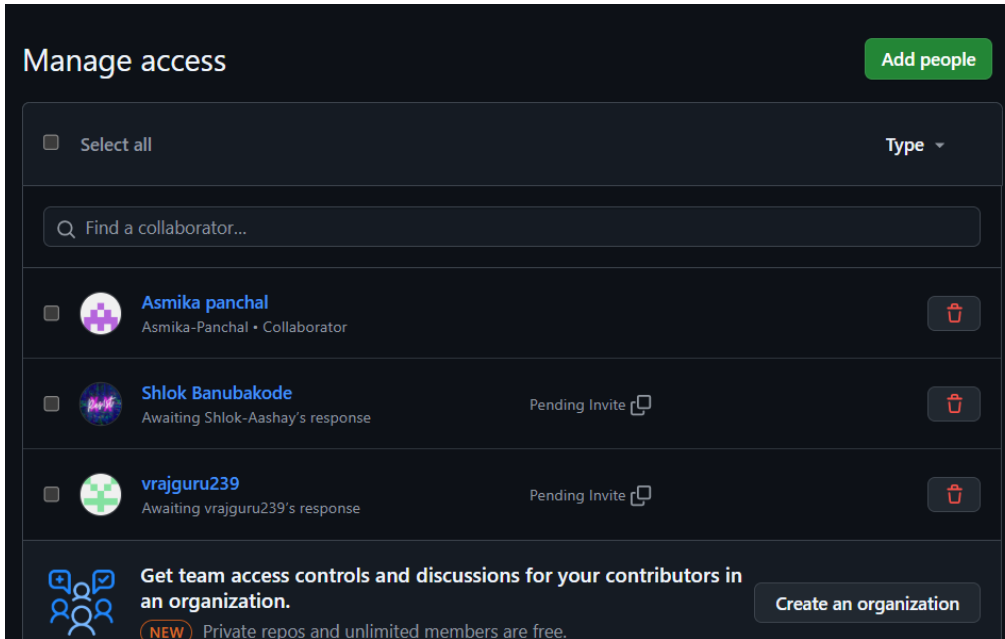 Manage access
Add people
Select all
Type
Find a collaborator...
Asmika panchal
Asmika-Panchal • Collaborator
Shlok Banubakode
Awaiting Shlok-Aashay's response
Pending Invite
vrajguru239
Awaiting vrajguru239's response
Pending Invite
Get team access controls and discussions for your contributors in
an organization.
NEW Private repos and unlimited members are free.
Create an organization